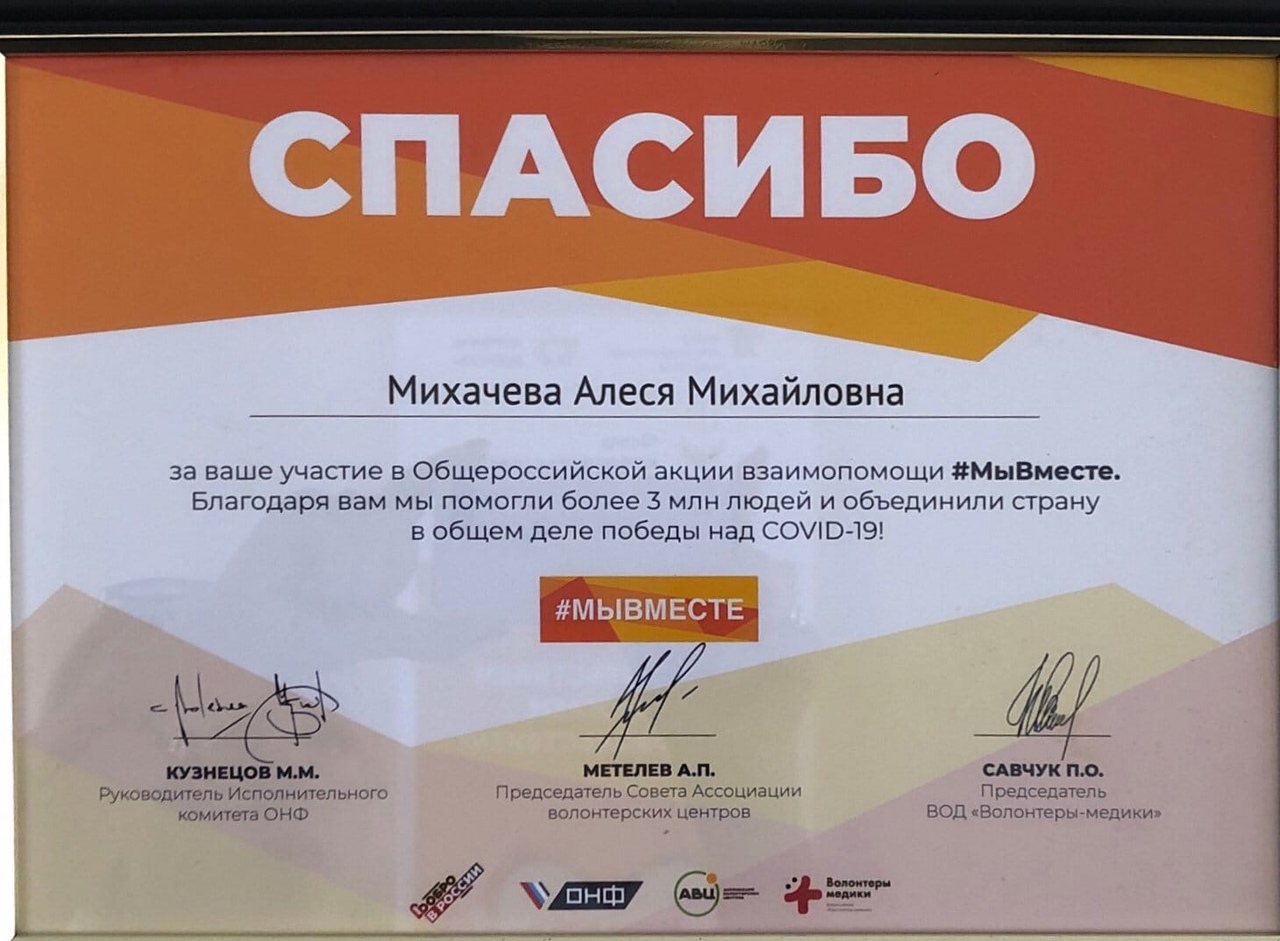 СПАСИБО
Михачева Алеся Михайловна
за ваше участие в Общероссийской акции взаимопомощи #МыВместе.
Благодаря вам мы помогли более 3 млн людей и объединили страну
в общем деле победы над COVID-19!
#МЫВМЕСТЕ
КУЗНЕЦОВ М.М.
Руководитель Исполнительного
комитета ОНФ
МЕТЕЛЕВ А.П.
Председатель Совета Ассоциации
волонтерских центров
САВЧУК П.О.
Председатель
ВОД «Волонтеры-медики»
ДОБРО
В РОССИИ
ОНФ
АВЦ
Волонтеры
медики